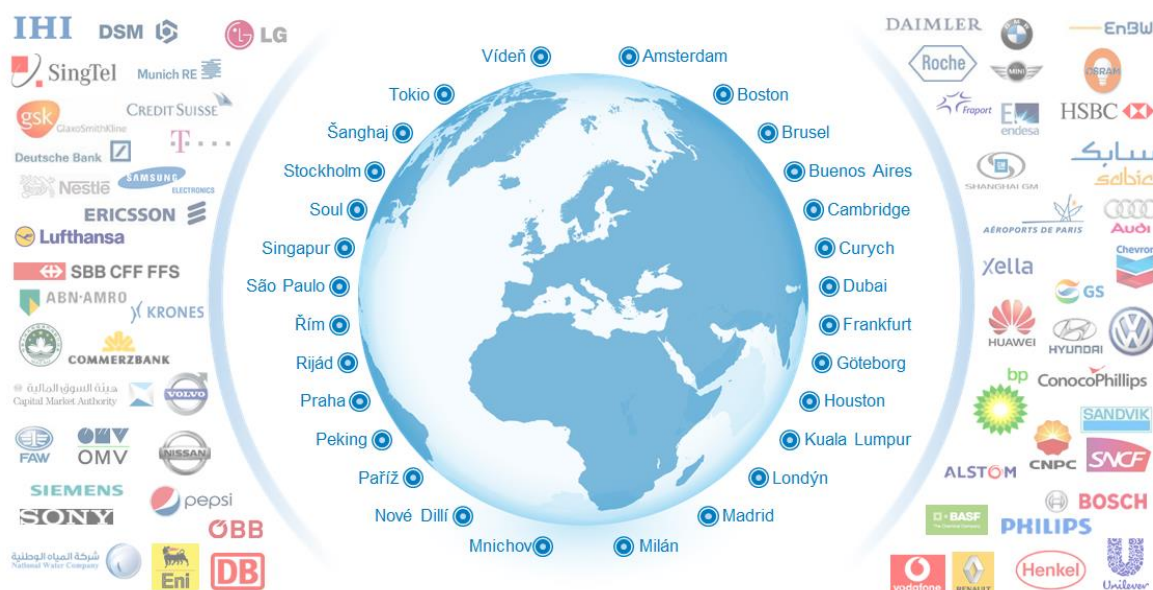 IHI
DSM
LG
SingTel
Munich RE
gsk
GlaxoSmithKline
CREDIT SUISSE
T
Deutsche Bank
Nestlé
SAMSUNG
ELECTRONICS
ERICSSON
Lufthansa
SBB CFF FFS
ABN·AMRO
KRONES
COMMERZBANK
هيئة السوق المالية
Capital Market Authority
VOLVO
FAW
OMV
OMV
NISSAN
SIEMENS
pepsi
SONY
ÖBB
شركة المياه الوطنية
National Water Company
Eni
DB
Vídeň
Tokio
Šanghaj
Stockholm
Soul
Singapur
São Paulo
Řím
Rijád
Praha
Peking
Paříž
Nové Dillí
Mnichov
Amsterdam
Boston
Brusel
Buenos Aires
Cambridge
Curych
Dubai
Frankfurt
Göteborg
Houston
Kuala Lumpur
Londýn
Madrid
Milán
DAIMLER
BMW
EnBW
Roche
MINI
OSRAM
Fraport
endesa
HSBC
SHANGHAI GM
سابك
sabic
AÉROPORTS DE PARIS
Audi
Chevron
xella
GS
HUAWEI
HYUNDAI
bp
ConocoPhillips
SANDVIK
CNPC
SNCF
ALSTOM
BOSCH
BASF
The Chemical Company
PHILIPS
vodafone
RENAULT
Henkel
Unilever